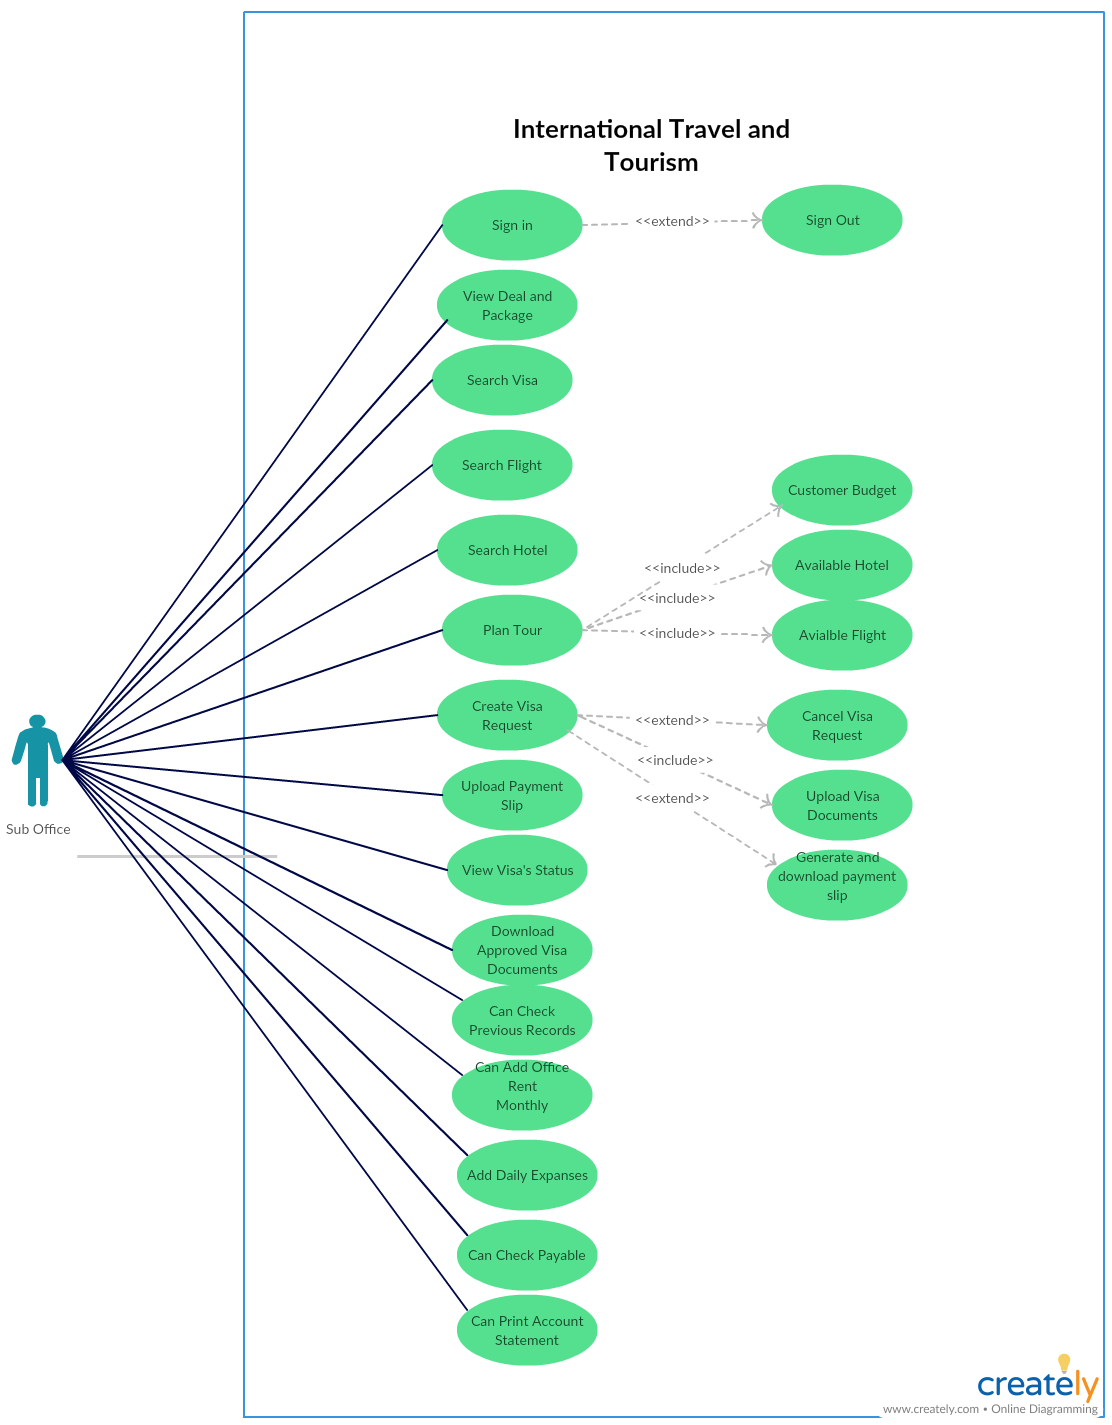 International Travel and
Tourism
Sign in
<<extend>>
Sign Out
View Deal and
Package
Search Visa
Search Flight
Customer Budget
Search Hotel
Available Hotel
<<include>>
<<include>>
Plan Tour
<<include>>
Avialble Flight
Create Visa
Request
<<extend>>
Cancel Visa
Request
<<include>>
Upload Payment
Slip
<<extend>>
Upload Visa
Documents
Sub Office
View Visa's Status
Generate and
download payment
slip
Download
Approved Visa
Documents
Can Check
Previous Records
Can Add Office
Rent
Monthly
Add Daily Expanses
Can Check Payable
Can Print Account
Statement
creately
www.creately.com • Online Diagramming